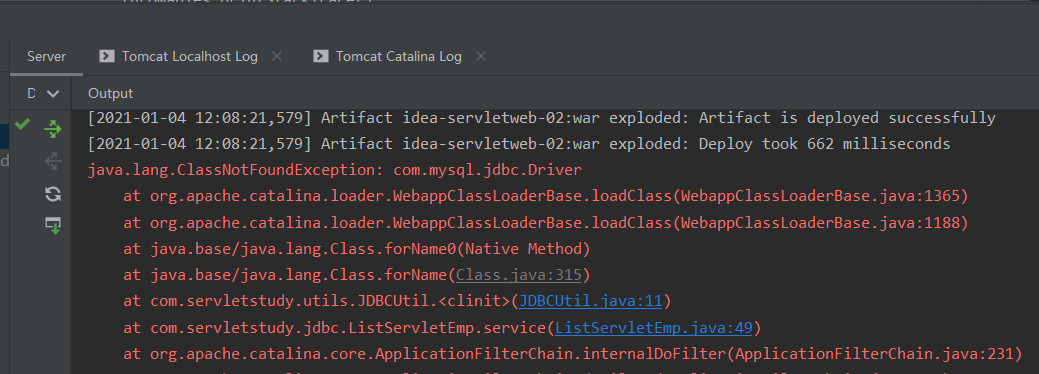 Server
Tomcat Localhost Log
Tomcat Catalina Log
D
Output
[2021-01-04 12:08:21,579] Artifact idea-servletweb-02:war exploded: Artifact is deployed successfully
[2021-01-04 12:08:21,579] Artifact idea-servletweb-02:war exploded: Deploy took 662 milliseconds
d
java.lang.ClassNotFoundException: com.mysql.jdbc.Driver
at org.apache.catalina.loader.WebappClassLoaderBase.loadClass(WebappClassLoaderBase.java:1365)
at org.apache.catalina.loader.WebappClassLoaderBase.loadClass(WebappClassLoaderBase.java:1188)
at java.base/java.lang.Class.forName0(Native Method)
at java.base/java.lang.Class.forName(Class.java:315)
at com.servletstudy.utils.JDBCUtil.<clinit>(JDBCUtil.java:11)
at com.servletstudy.jdbc.ListServletEmp.service(ListServletEmp.java:49)
at org.apache.catalina.core.ApplicationFilterChain.internalDoFilter(ApplicationFilterChain.java:231)